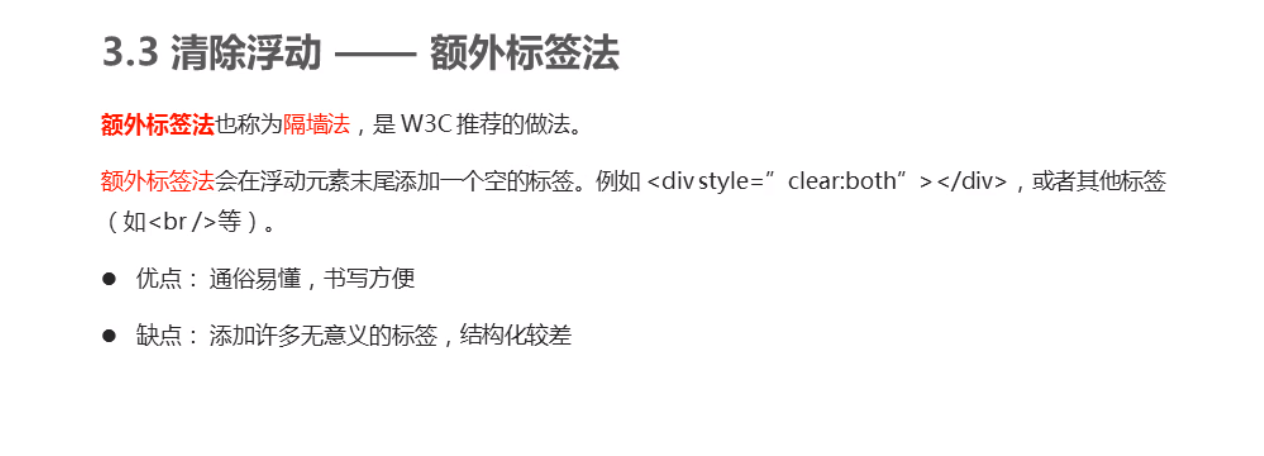 3.3 清除浮动 —— 额外标签法
额外标签法也称为隔墙法，是 W3C 推荐的做法。
额外标签法会在浮动元素末尾添加一个空的标签。例如 <div style=”clear:both”></div>，或者其他标签
（如<br />等）。
● 优点： 通俗易懂，书写方便
● 缺点： 添加许多无意义的标签，结构化较差